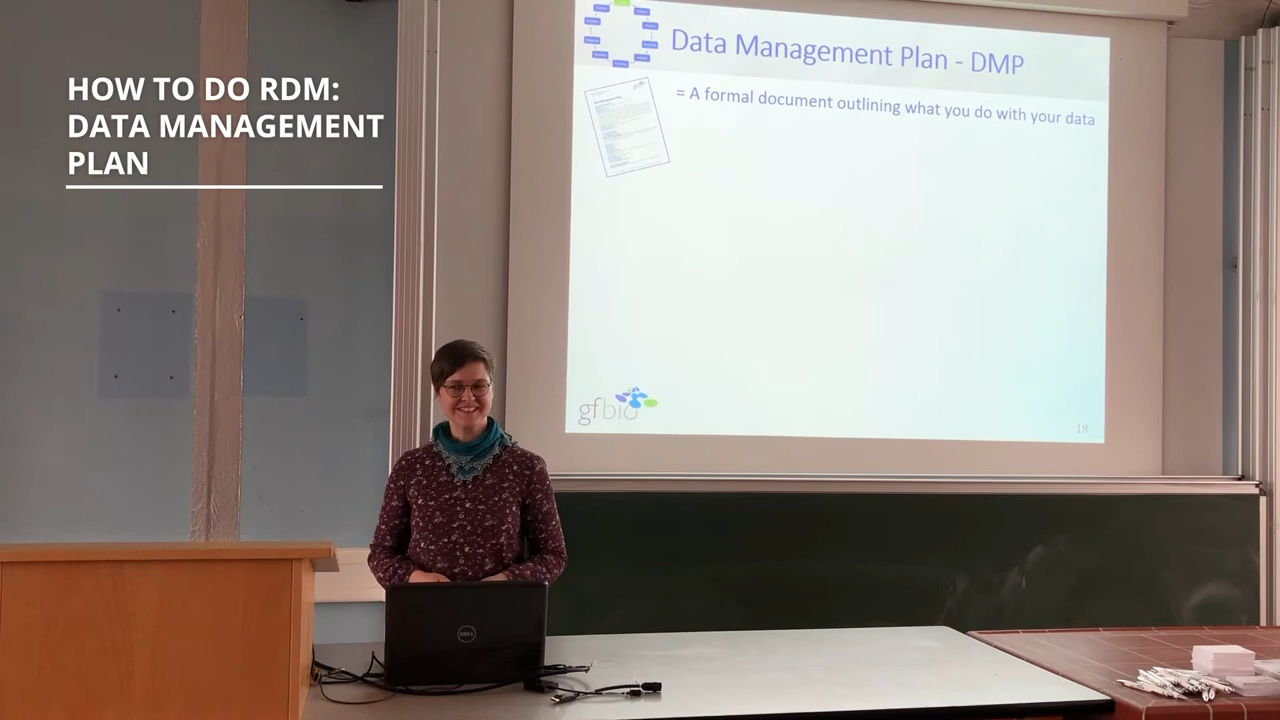 HOW TO DO RDM:
DATA MANAGEMENT
PLAN
Data Management Plan - DMP
= A formal document outlining what you do with your data
gfbio
18
DELL